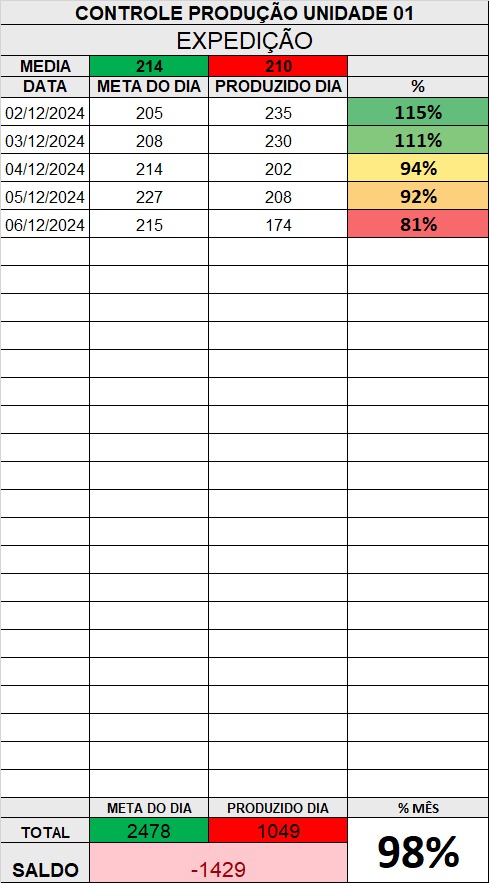 CONTROLE PRODUÇÃO UNIDADE 01
EXPEDIÇÃO
MEDIA 214 210
DATA META DO DIA PRODUZIDO DIA %
02/12/2024 205 235 115%
03/12/2024 208 230 111%
04/12/2024 214 202 94%
05/12/2024 227 208 92%
06/12/2024 215 174 81%
META DO DIA PRODUZIDO DIA % MÊS
TOTAL 2478 1049 98%
SALDO -1429